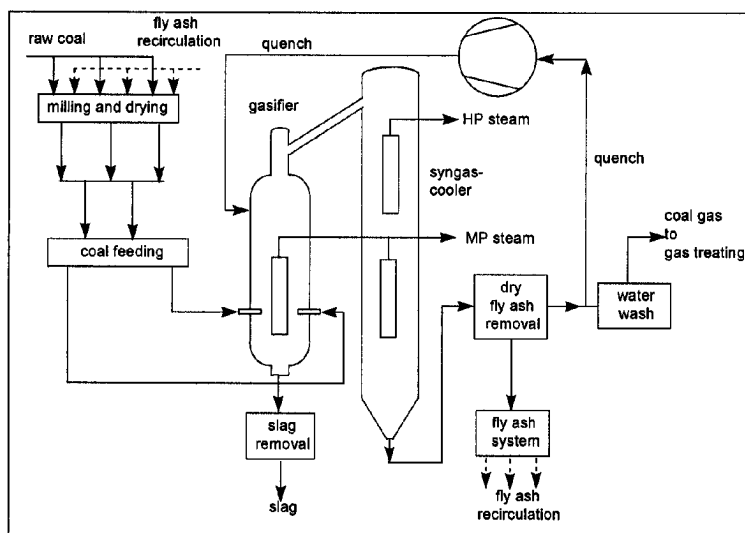 raw coal
fly ash
recirculation
milling and drying
coal feeding
quench
gasifier
HP steam
syngas-
cooler
MP steam
quench
coal gas
to
gas treating
dry
fly ash
removal
water
wash
slag
removal
slag
fly ash
system
fly ash
recirculation